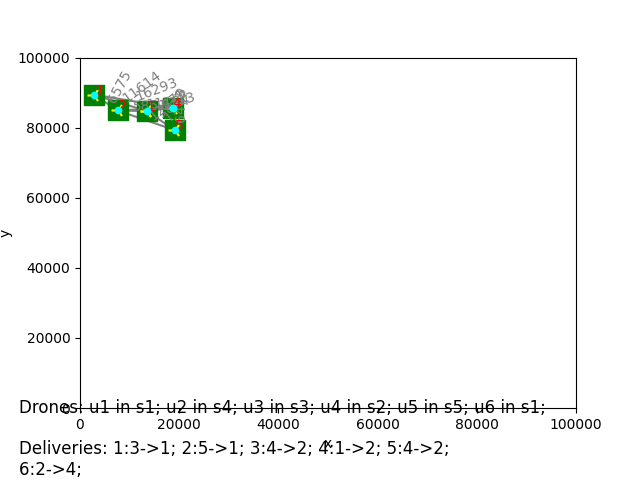 100000
80000
60000
40000
20000
0
y
0 20000 40000 60000 80000 100000
x
11614
16293
Drones: u1 in s1; u2 in s4; u3 in s3; u4 in s2; u5 in s5; u6 in s1;
Deliveries: 1:3->1; 2:5->1; 3:4->2; 4:1->2; 5:4->2;
6:2->4;